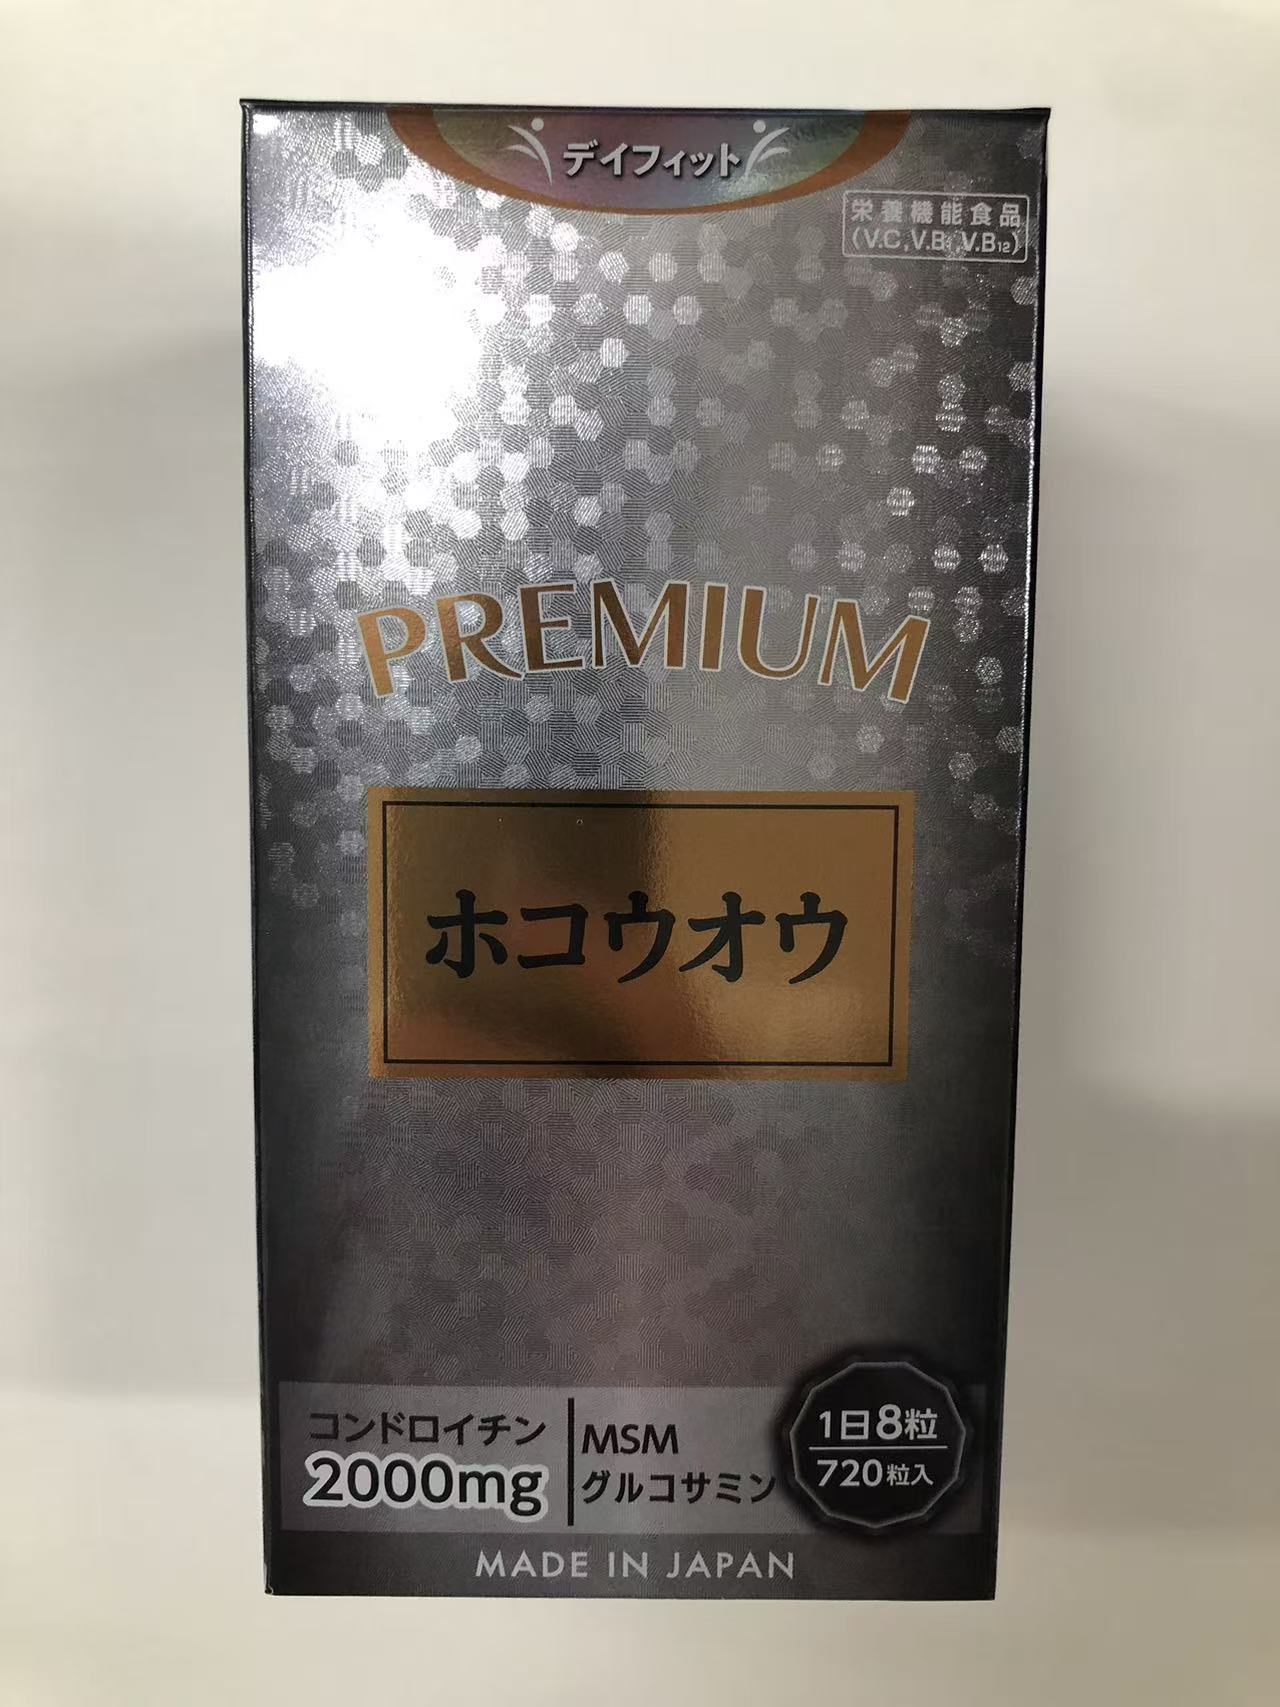 デイフィット
栄養機能食品
(V.C,V.B1,V.B12)
PREMIUM
ホコウオウ
コンドロイチン
2000mg
MSM
グルコサミン
1日8粒
720粒入
MADE IN JAPAN